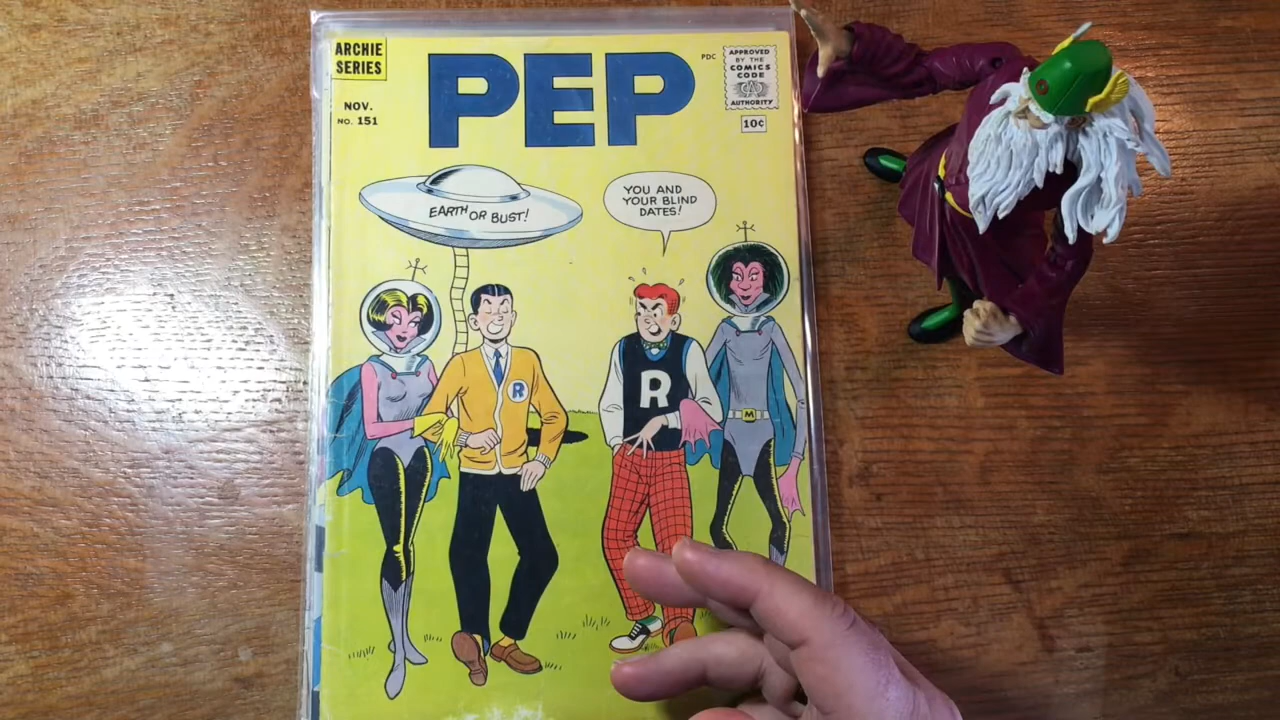 ARCHIE
SERIES
PEP
PDC
APPROVED
BY THE
COMICS
CODE
CA
AUTHORITY
NOV.
NO. 151
10¢
EARTH OR BUST!
YOU AND
YOUR BLIND
DATES!
R
R
M